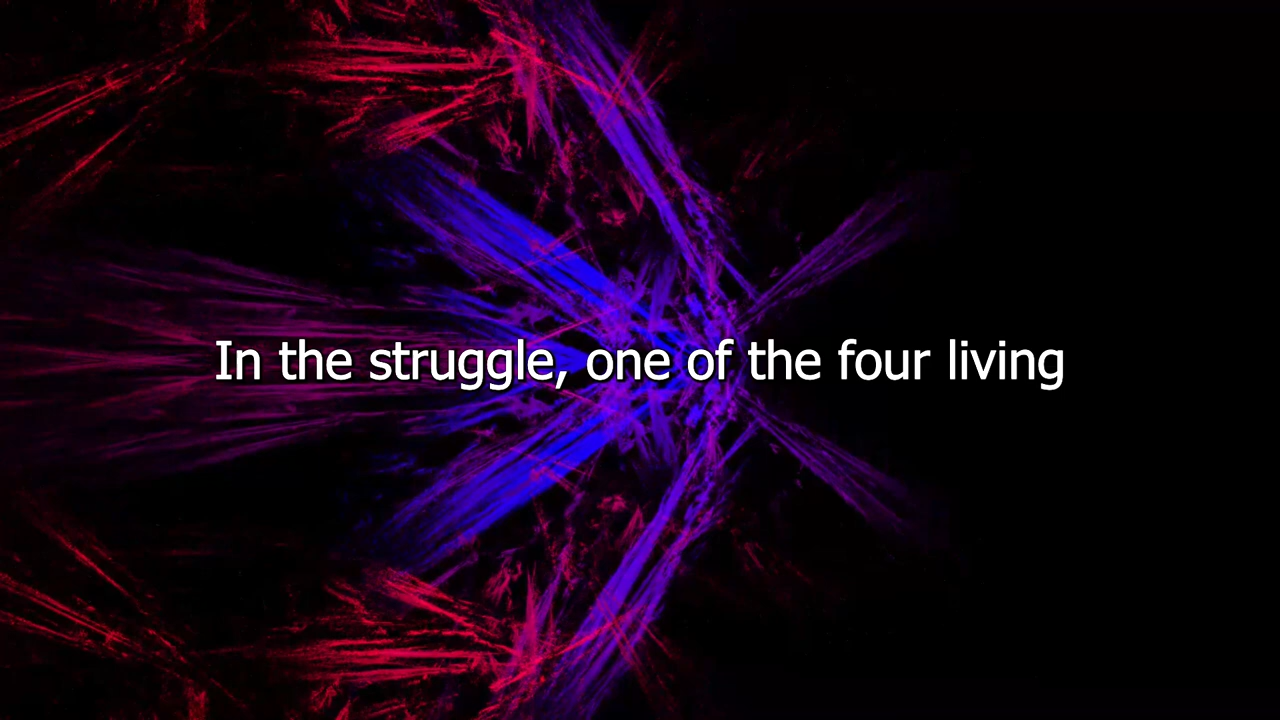 In the struggle, one of the four living